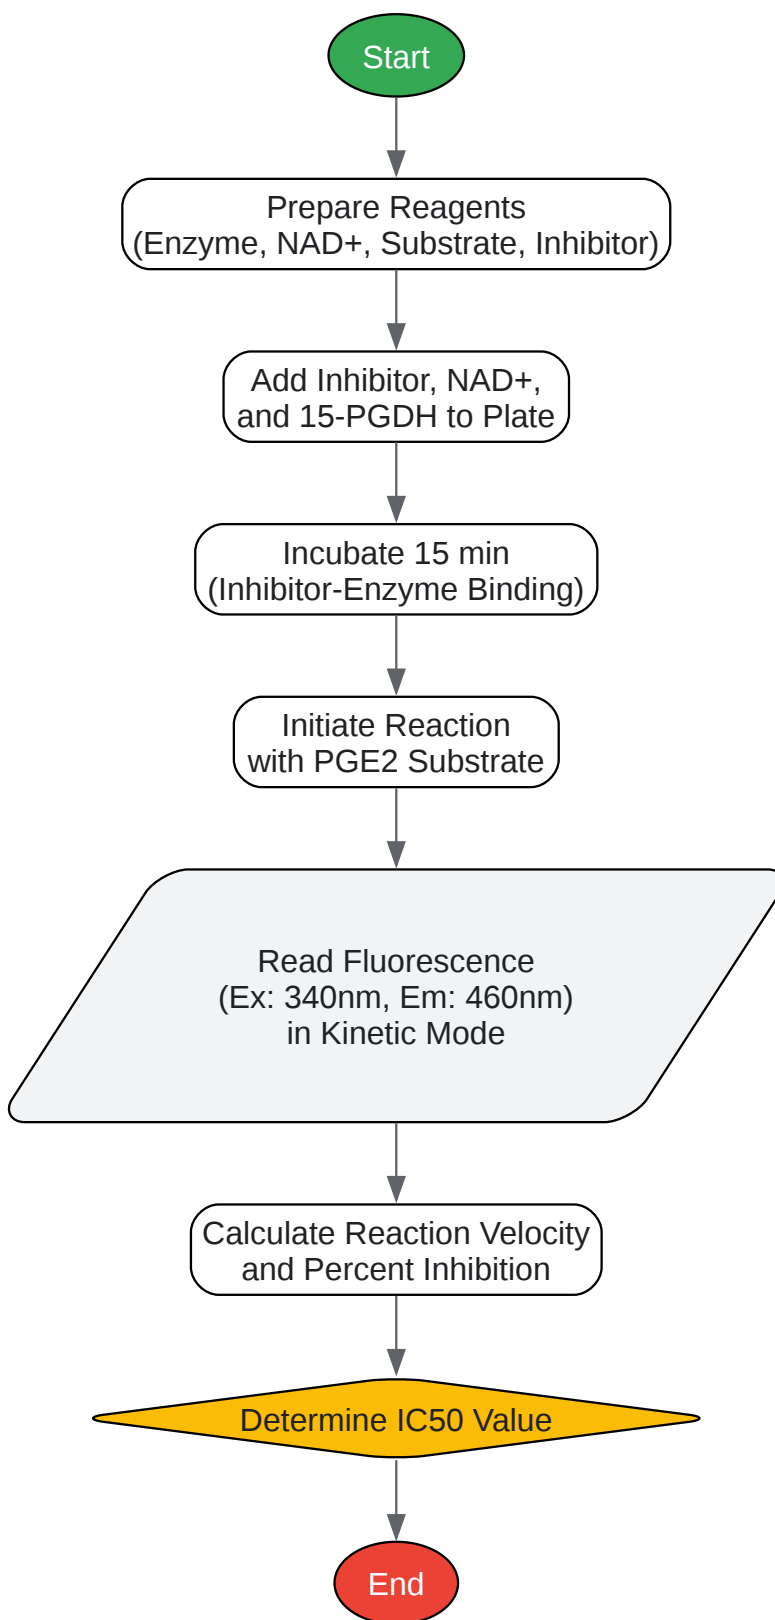 Start
Prepare Reagents
(Enzyme, NAD+, Substrate, Inhibitor)
Add Inhibitor, NAD+,
and 15-PGDH to Plate
Incubate 15 min
(Inhibitor-Enzyme Binding)
Initiate Reaction
with PGE2 Substrate
Read Fluorescence
(Ex: 340nm, Em: 460nm)
in Kinetic Mode
Calculate Reaction Velocity
and Percent Inhibition
Determine IC50 Value
End